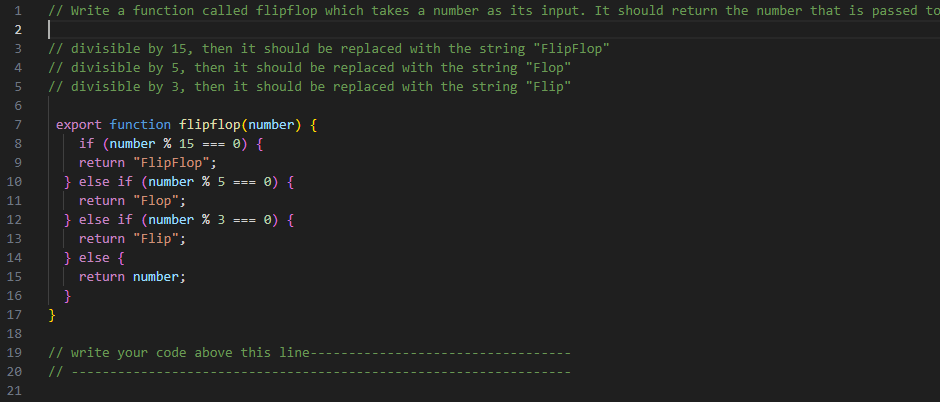 1 // Write a function called flipflop which takes a number as its input. It should return the number that is passed to
2
3 // divisible by 15, then it should be replaced with the string "FlipFlop"
4 // divisible by 5, then it should be replaced with the string "Flop"
5 // divisible by 3, then it should be replaced with the string "Flip"
6
7 export function flipflop(number) {
8 if (number % 15 === 0) {
9 return "FlipFlop";
10 } else if (number % 5 === 0) {
11 return "Flop";
12 } else if (number % 3 === 0) {
13 return "Flip";
14 } else {
15 return number;
16 }
17 }
18
19 // write your code above this line----------------------------------
20 // -----------------------------------------------------------------
21